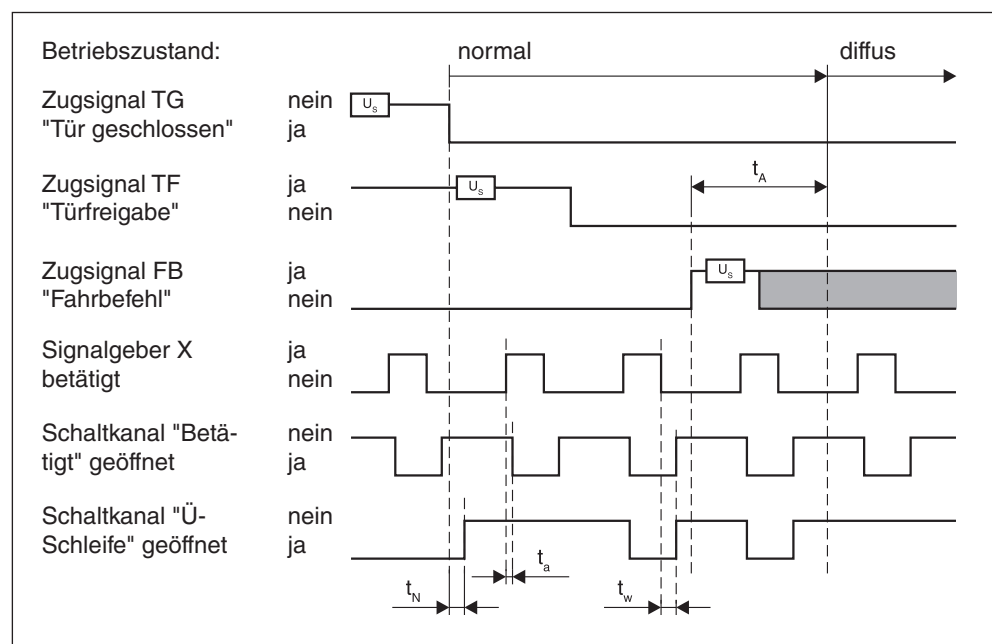 Betriebszustand: normal diffus
Zugsignal TG nein U_S
"Tür geschlossen" ja
t_A
Zugsignal TF ja U_S
"Türfreigabe" nein
Zugsignal FB ja U_S
"Fahrbefehl" nein
Signalgeber X ja
betätigt nein
Schaltkanal "Betä- nein
tigt" geöffnet ja
Schaltkanal "Ü- nein
Schleife" geöffnet ja
t_a
t_N t_w